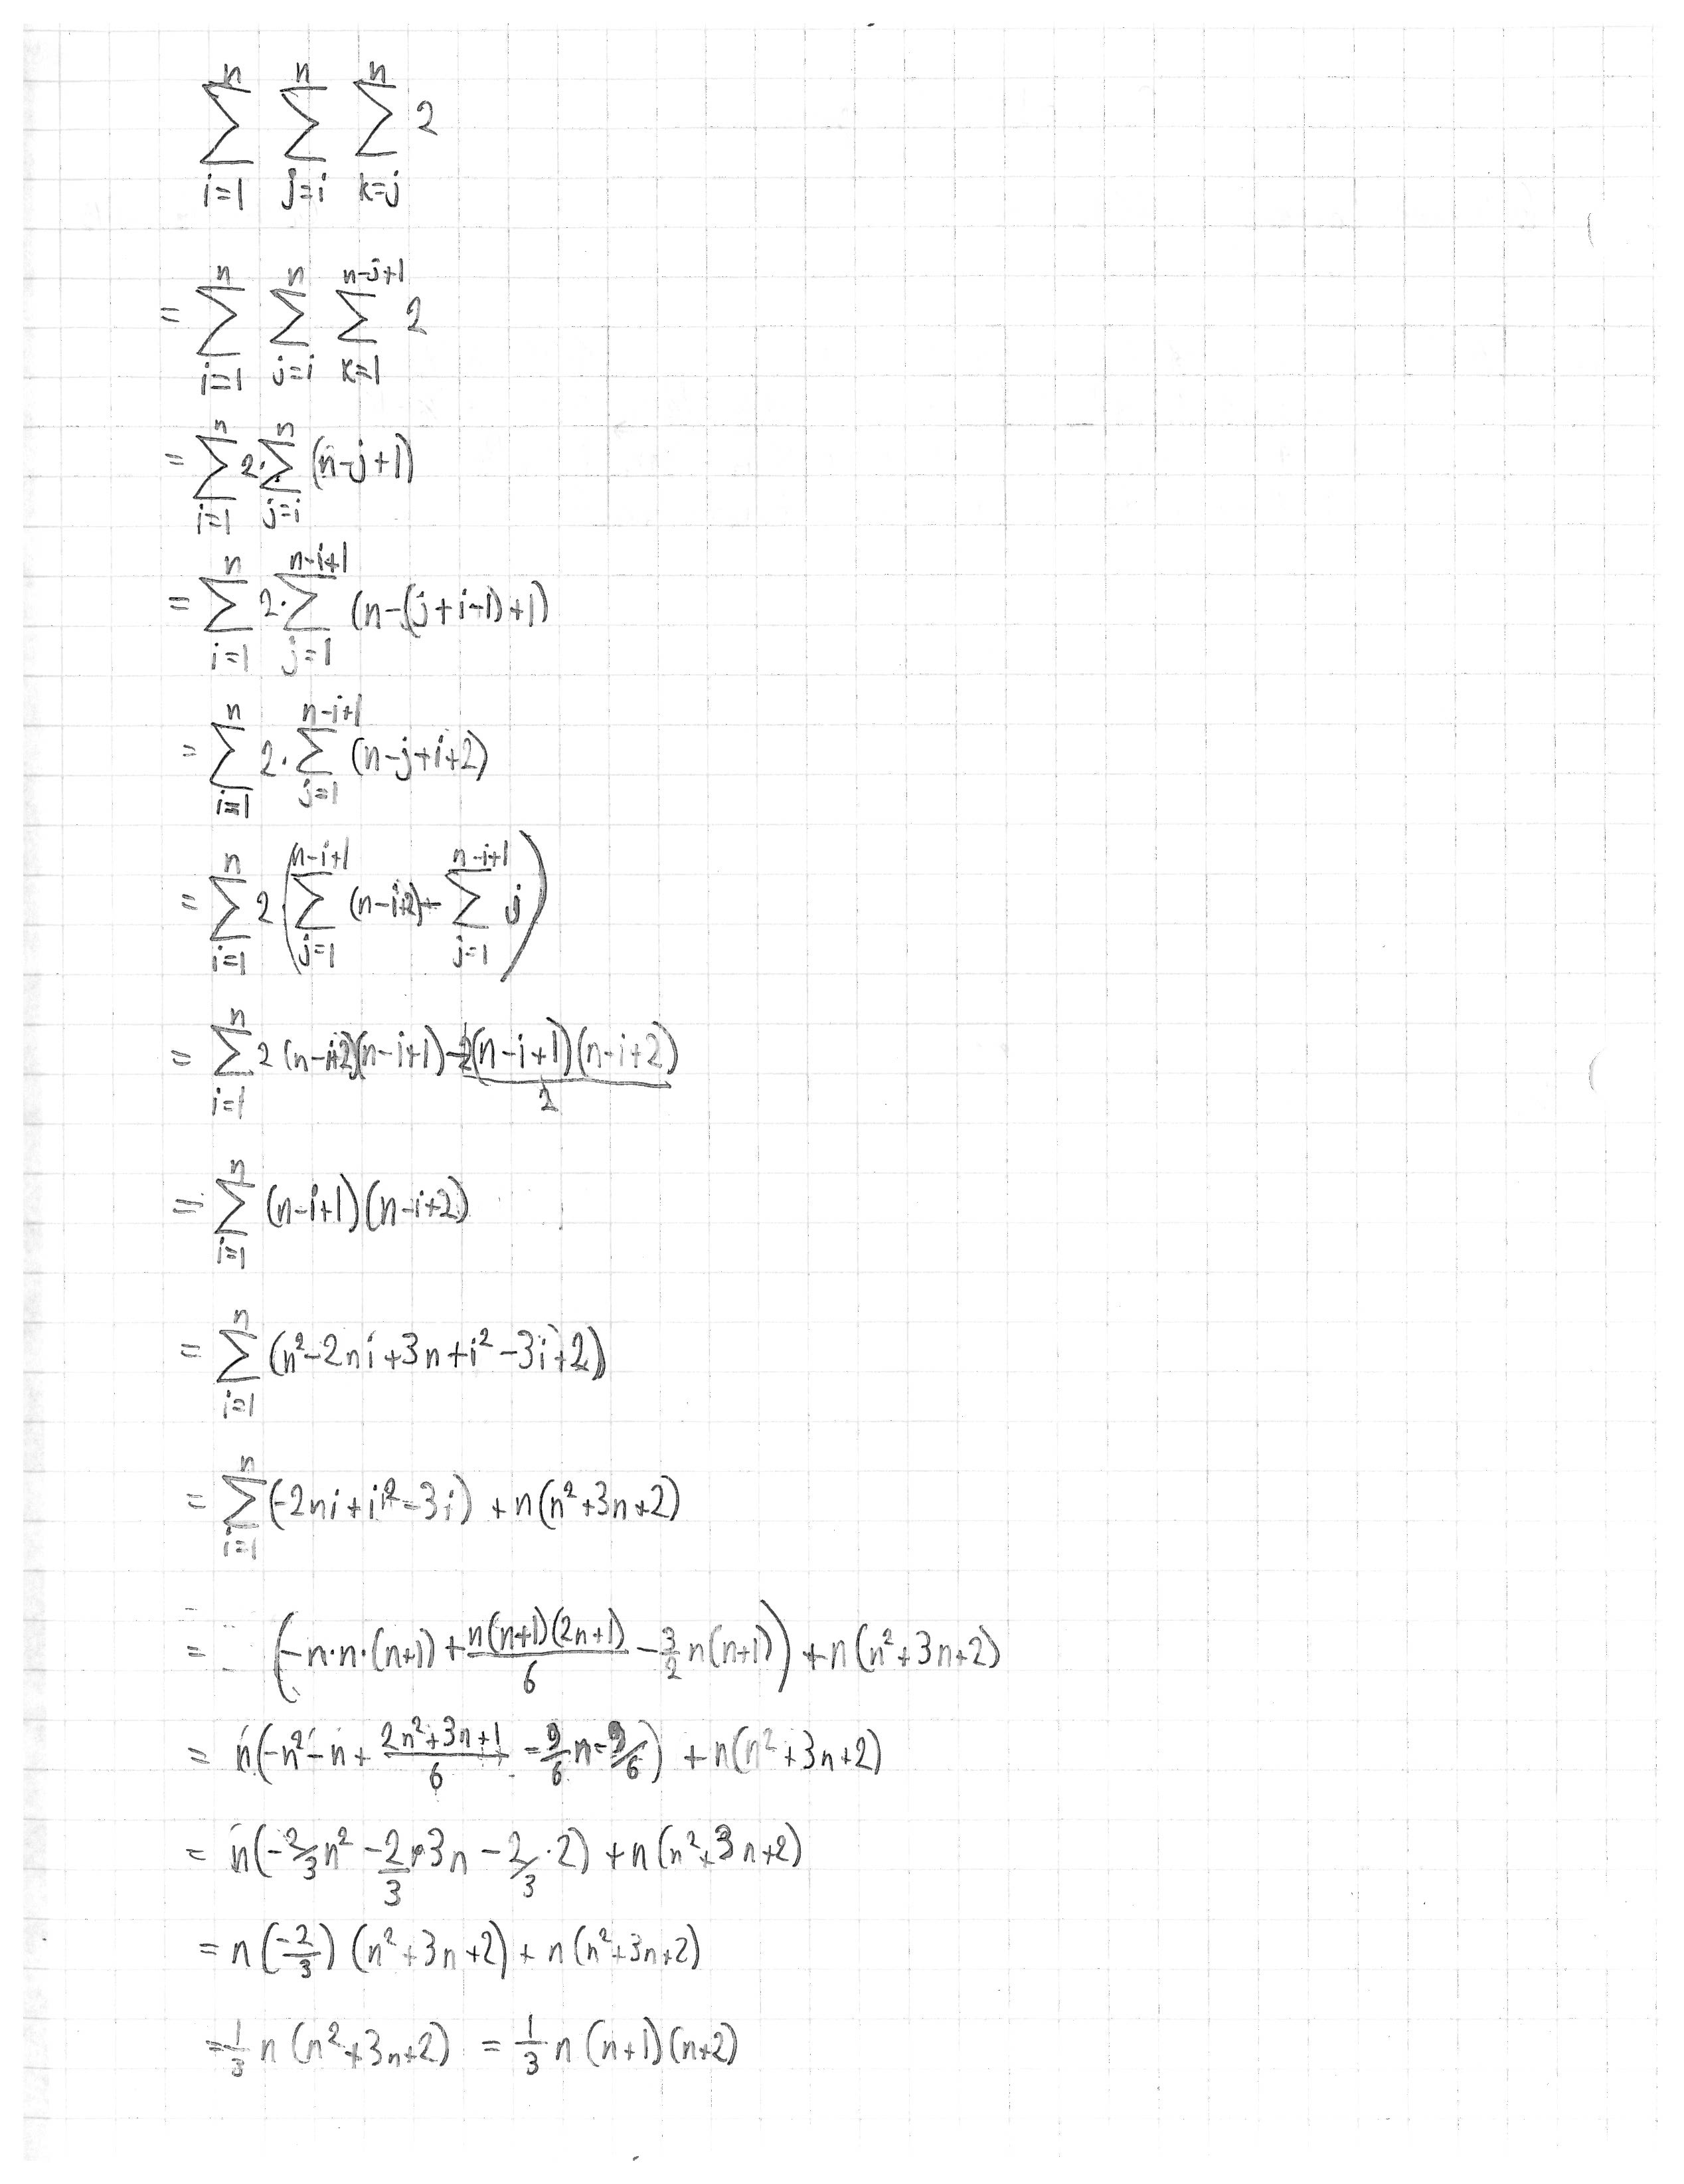 $\sum_{i=1}^{n} \sum_{j=i}^{n} \sum_{k=j}^{n} 2$
$= \sum_{i=1}^{n} \sum_{j=i}^{n} \sum_{k=1}^{n-j+1} 2$
$= \sum_{i=1}^{n} 2 \cdot \sum_{j=i}^{n} (n-j+1)$
$= \sum_{i=1}^{n} 2 \cdot \sum_{j=1}^{n-i+1} (n-(j+i-1)+1)$
$= \sum_{i=1}^{n} 2 \cdot \sum_{j=1}^{n-i+1} (n-j+i+2)$
$= \sum_{i=1}^{n} 2 \left( \sum_{j=1}^{n-i+1} (n-i+2) - \sum_{j=1}^{n-i+1} j \right)$
$= \sum_{i=1}^{n} 2 (n-i+2)(n-i+1) - \frac{2(n-i+1)(n-i+2)}{2}$
$= \sum_{i=1}^{n} (n-i+1)(n-i+2)$
$= \sum_{i=1}^{n} (n^2-2ni+3n+i^2-3i+2)$
$= \sum_{i=1}^{n} (-2ni+i^2-3i) + n(n^2+3n+2)$
$= \left( -n \cdot n \cdot (n+1) + \frac{n(n+1)(2n+1)}{6} - \frac{3}{2} n(n+1) \right) + n(n^2+3n+2)$
$= n\left(-n^2-n+\frac{2n^2+3n+1}{6} - \frac{9}{6}n - \frac{9}{6}\right) + n(n^2+3n+2)$
$= n\left(-\frac{2}{3}n^2 - \frac{2}{3} \cdot 3n - \frac{2}{3} \cdot 2\right) + n(n^2+3n+2)$
$= n\left(\frac{-2}{3}\right)(n^2+3n+2) + n(n^2+3n+2)$
$= \frac{1}{3} n(n^2+3n+2) = \frac{1}{3} n(n+1)(n+2)$